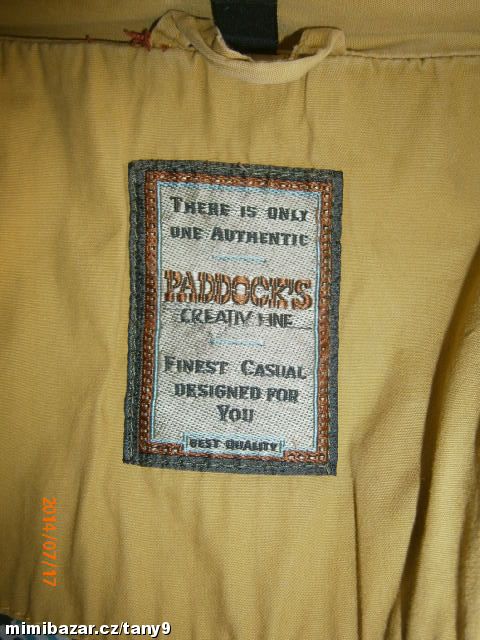 THERE IS ONLY
ONE AUTHENTIC
PADDOCK'S
CREATIV LINE
FINEST CASUAL
DESIGNED FOR
YOU
BEST QUALITY
2014/07/17
mimibazar.cz/tany9